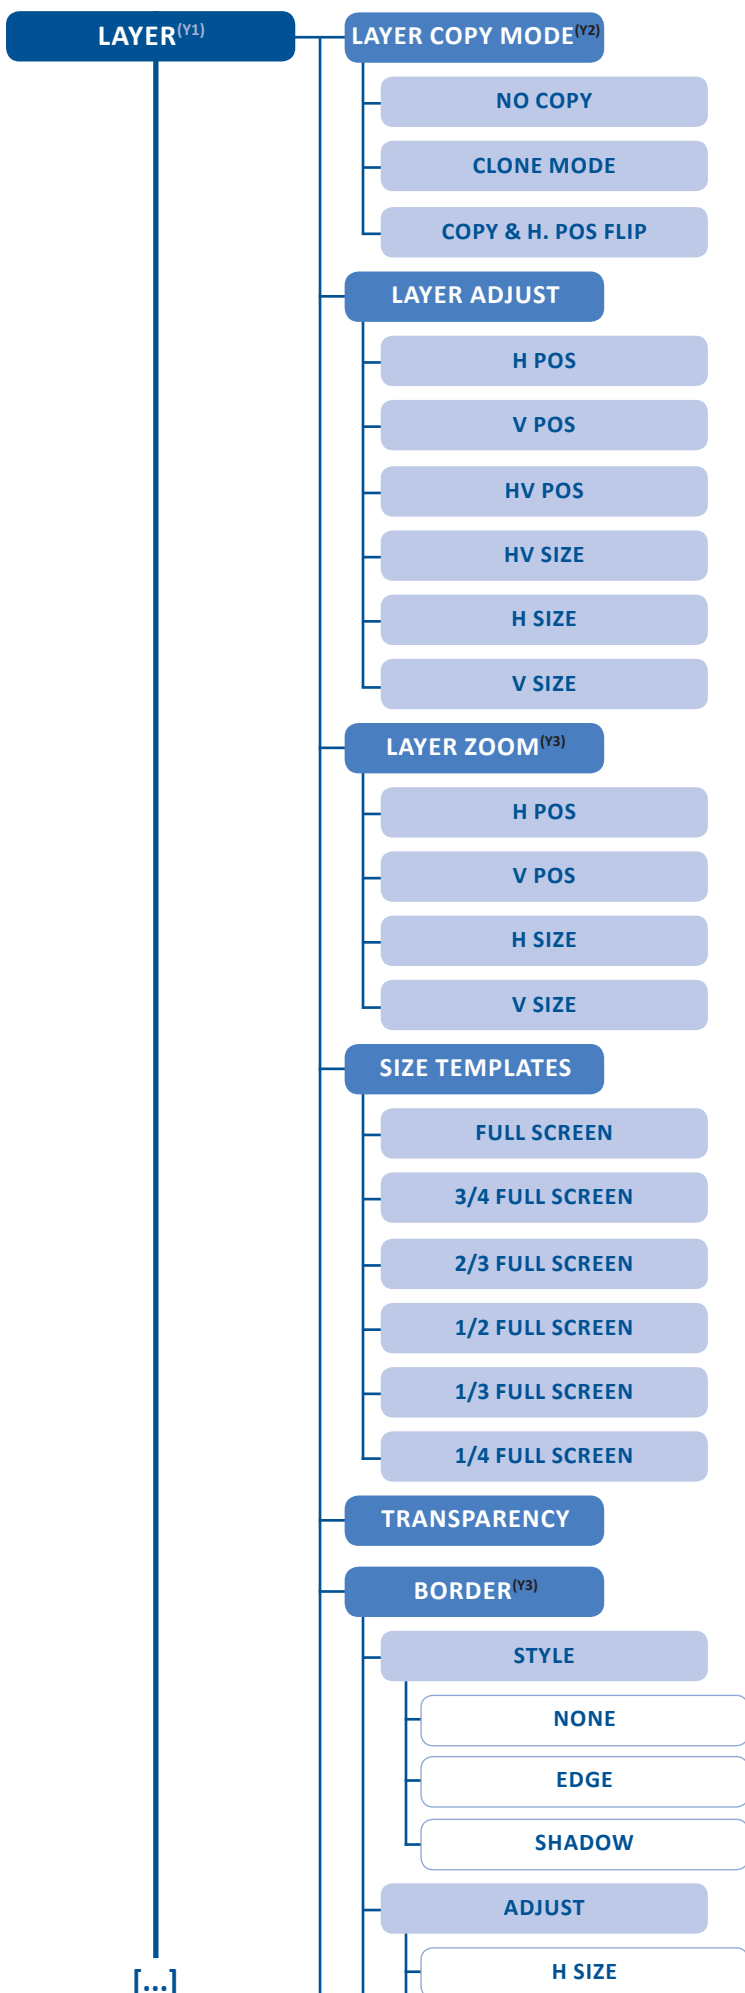 LAYER(Y1)
LAYER COPY MODE(Y2)
NO COPY
CLONE MODE
COPY & H. POS FLIP
LAYER ADJUST
H POS
V POS
HV POS
HV SIZE
H SIZE
V SIZE
LAYER ZOOM(Y3)
H POS
V POS
H SIZE
V SIZE
SIZE TEMPLATES
FULL SCREEN
3/4 FULL SCREEN
2/3 FULL SCREEN
1/2 FULL SCREEN
1/3 FULL SCREEN
1/4 FULL SCREEN
TRANSPARENCY
BORDER(Y3)
STYLE
NONE
EDGE
SHADOW
ADJUST
H SIZE
[...]